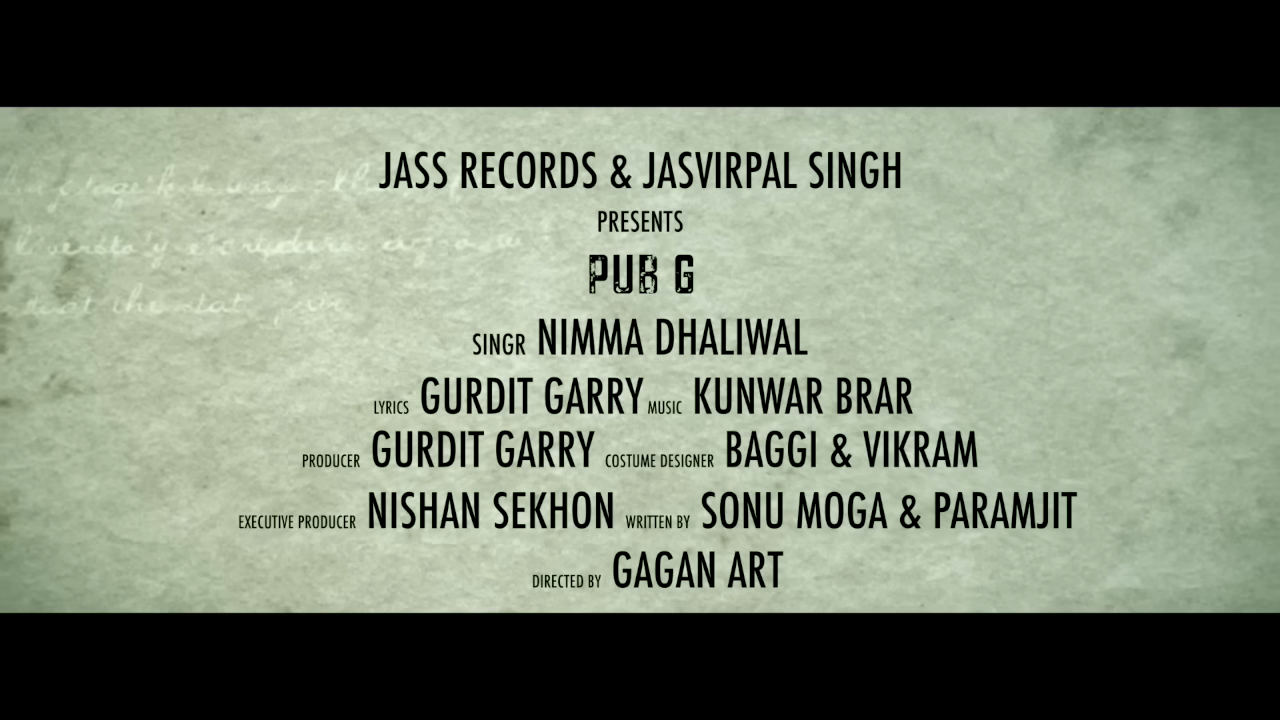 JASS RECORDS & JASVIRPAL SINGH
PRESENTS
PUB G
SINGR NIMMA DHALIWAL
LYRICS GURDIT GARRY MUSIC KUNWAR BRAR
PRODUCER GURDIT GARRY COSTUME DESIGNER BAGGI & VIKRAM
EXECUTIVE PRODUCER NISHAN SEKHON WRITTEN BY SONU MOGA & PARAMJIT
DIRECTED BY GAGAN ART